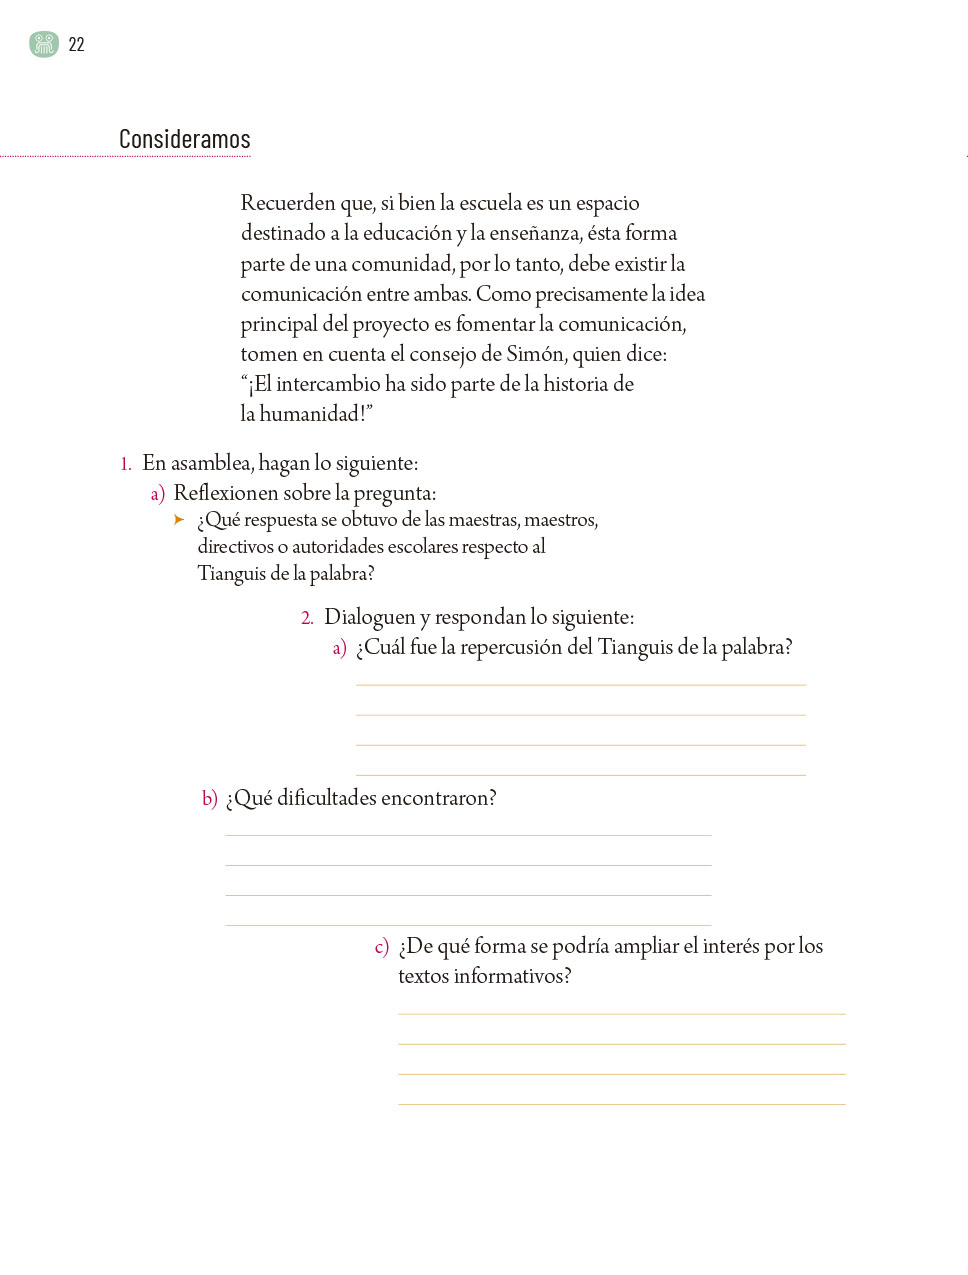 22
Consideramos
Recuerden que, si bien la escuela es un espacio
destinado a la educación y la enseñanza, ésta forma
parte de una comunidad, por lo tanto, debe existir la
comunicación entre ambas. Como precisamente la idea
principal del proyecto es fomentar la comunicación,
tomen en cuenta el consejo de Simón, quien dice:
“¡El intercambio ha sido parte de la historia de
la humanidad!”
1. En asamblea, hagan lo siguiente:
a) Reflexionen sobre la pregunta:
➤ ¿Qué respuesta se obtuvo de las maestras, maestros,
directivos o autoridades escolares respecto al
Tianguis de la palabra?
2. Dialoguen y respondan lo siguiente:
a) ¿Cuál fue la repercusión del Tianguis de la palabra?
b) ¿Qué dificultades encontraron?
c) ¿De qué forma se podría ampliar el interés por los
textos informativos?